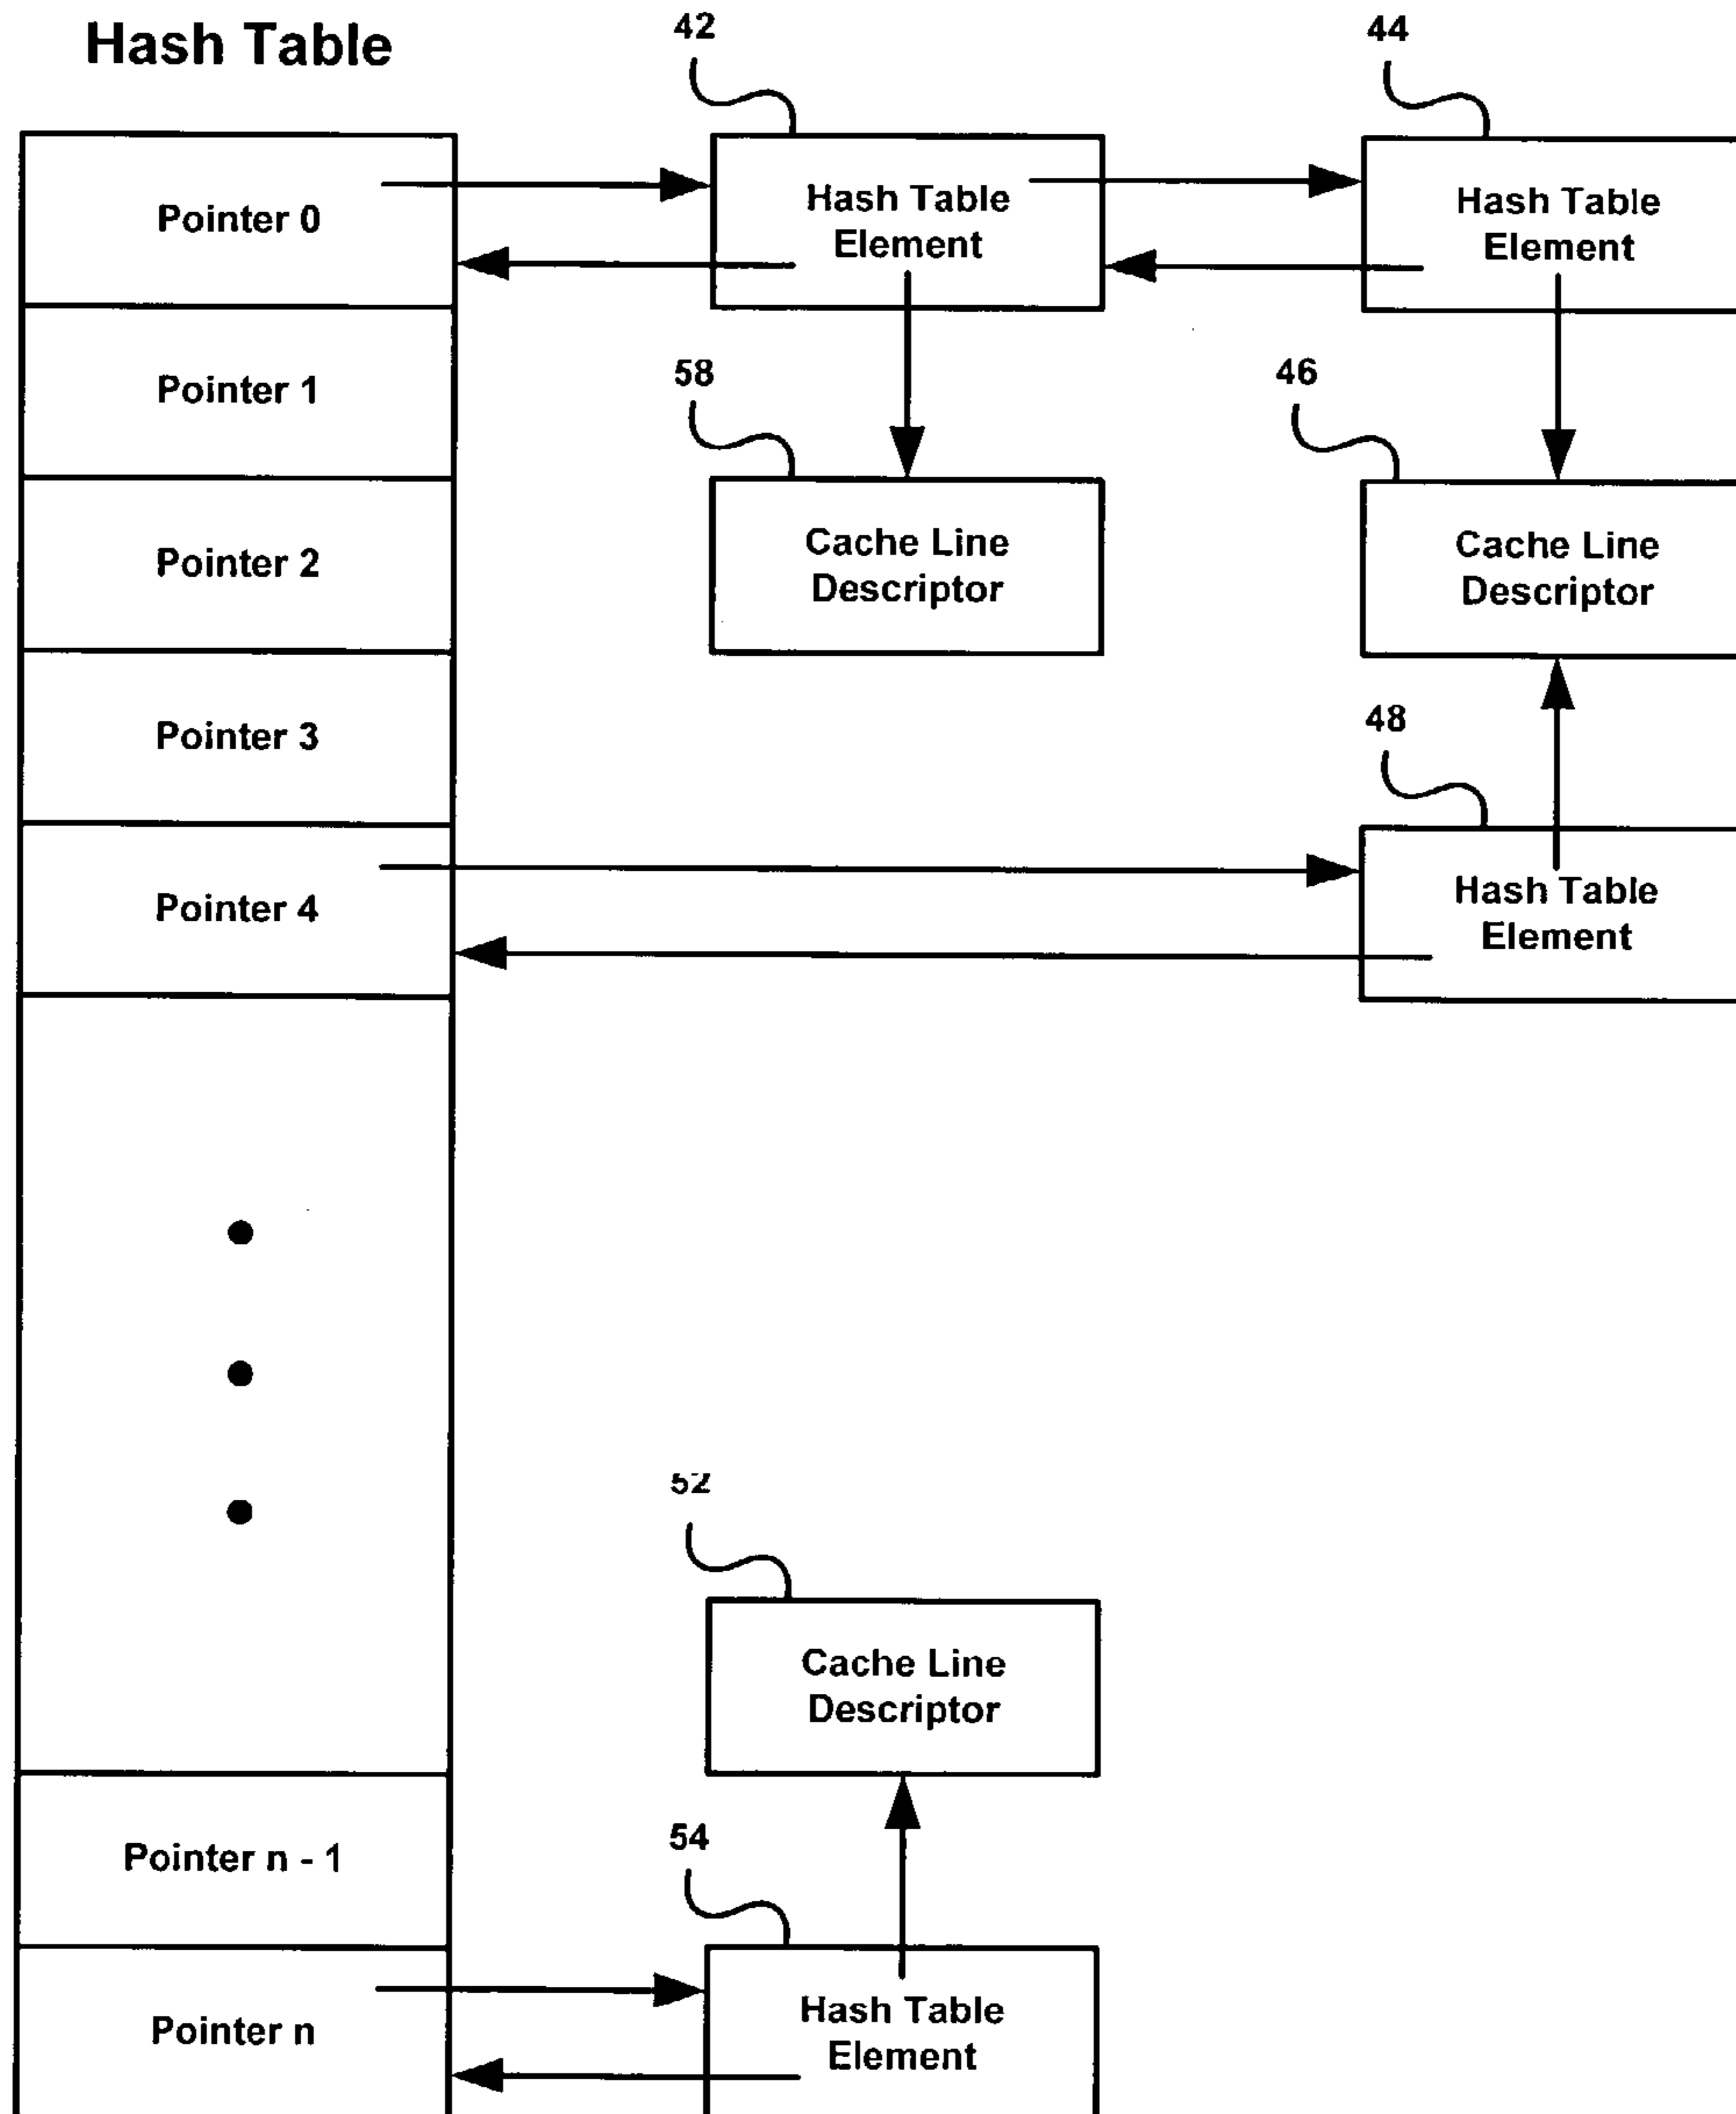 Hash Table
42
44
Pointer 0
Hash Table
Element
Hash Table
Element
Pointer 1
58
46
Pointer 2
Cache Line
Descriptor
Cache Line
Descriptor
Pointer 3
48
Pointer 4
Hash Table
Element
52
Cache Line
Descriptor
Pointer n - 1
54
Pointer n
Hash Table
Element